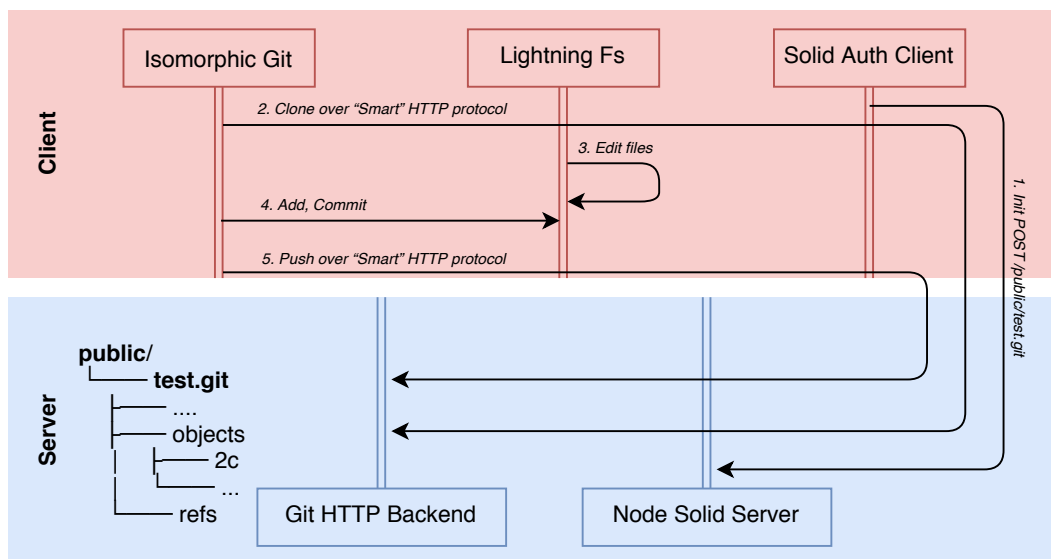 Isomorphic Git
Lightning Fs
Solid Auth Client
Client
2. Clone over “Smart” HTTP protocol
3. Edit files
4. Add, Commit
5. Push over “Smart” HTTP protocol
1. Init POST /public/test.git
Server
public/
test.git
....
objects
2c
...
refs
Git HTTP Backend
Node Solid Server